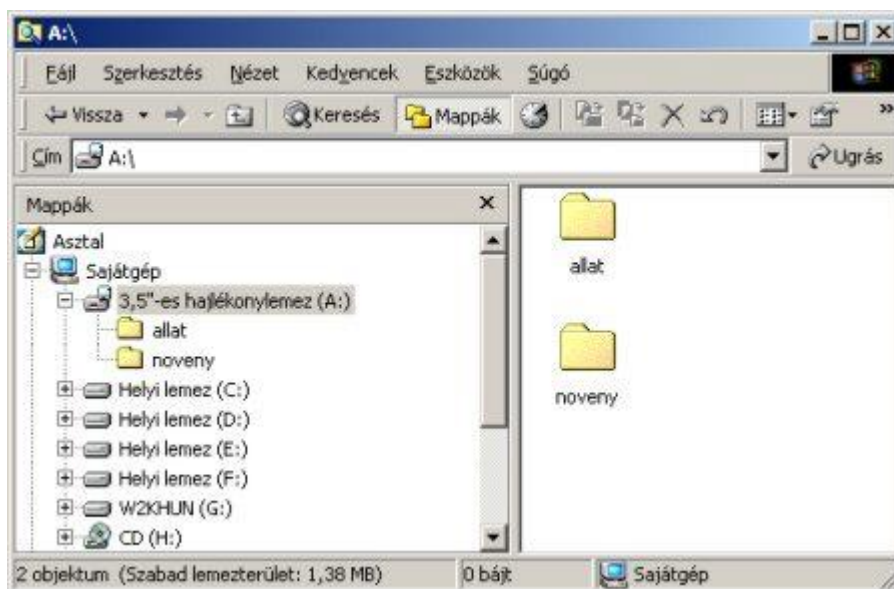 A:\
Fájl Szerkesztés Nézet Kedvencek Eszközök Súgó
Vissza Keresés Mappák »
Cím A:\ Ugrás
Mappák
Asztal
Sajátgép
3,5"-es hajlékonylemez (A:)
allat
noveny
Helyi lemez (C:)
Helyi lemez (D:)
Helyi lemez (E:)
Helyi lemez (F:)
W2KHUN (G:)
CD (H:)
allat
noveny
2 objektum (Szabad lemezterület: 1,38 MB) 0 bájt Sajátgép